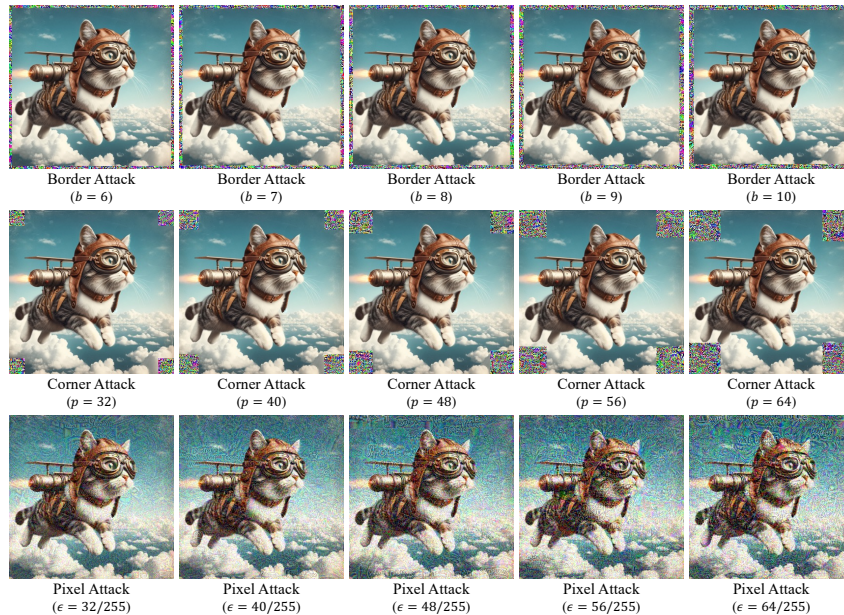 Border Attack Border Attack Border Attack Border Attack Border Attack
(b = 6) (b = 7) (b = 8) (b = 9) (b = 10)
Corner Attack Corner Attack Corner Attack Corner Attack Corner Attack
(p = 32) (p = 40) (p = 48) (p = 56) (p = 64)
Pixel Attack Pixel Attack Pixel Attack Pixel Attack Pixel Attack
(ϵ = 32/255) (ϵ = 40/255) (ϵ = 48/255) (ϵ = 56/255) (ϵ = 64/255)